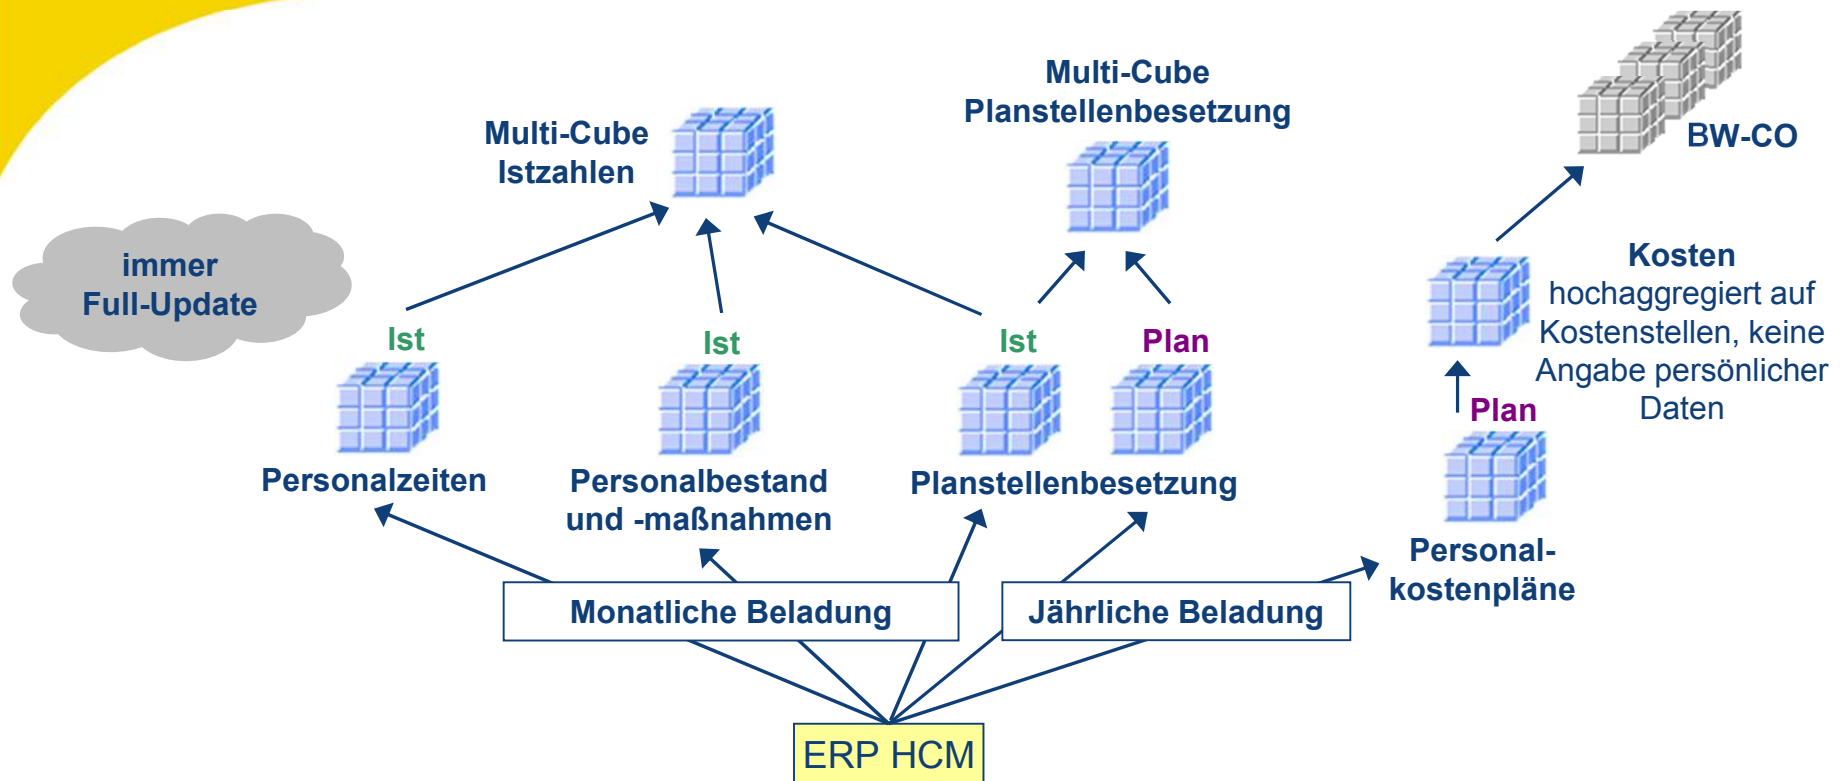 Multi-Cube
Istzahlen
Multi-Cube
Planstellenbesetzung
BW-CO
immer
Full-Update
Kosten
hochaggregiert auf
Kostenstellen, keine
Angabe persönlicher
Daten
Ist
Ist
Ist
Plan
Plan
Personalzeiten
Personalbestand
und -maßnahmen
Planstellenbesetzung
Personal-
kostenpläne
Monatliche Beladung
Jährliche Beladung
ERP HCM